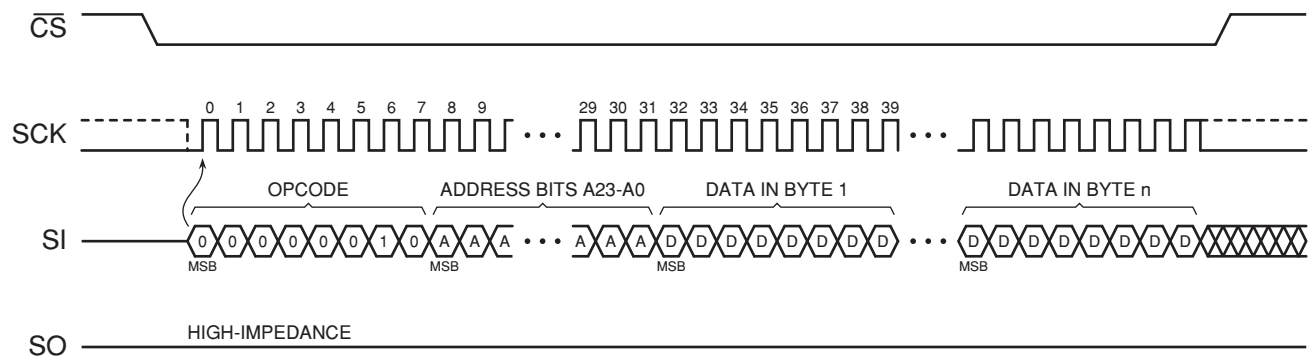 CS
SCK 0 1 2 3 4 5 6 7 8 9 29 30 31 32 33 34 35 36 37 38 39
OPCODE ADDRESS BITS A23-A0 DATA IN BYTE 1 DATA IN BYTE n
SI 0 0 0 0 0 0 1 0 A A A A A A D D D D D D D D D D D D D D D D
MSB MSB MSB MSB
HIGH-IMPEDANCE
SO